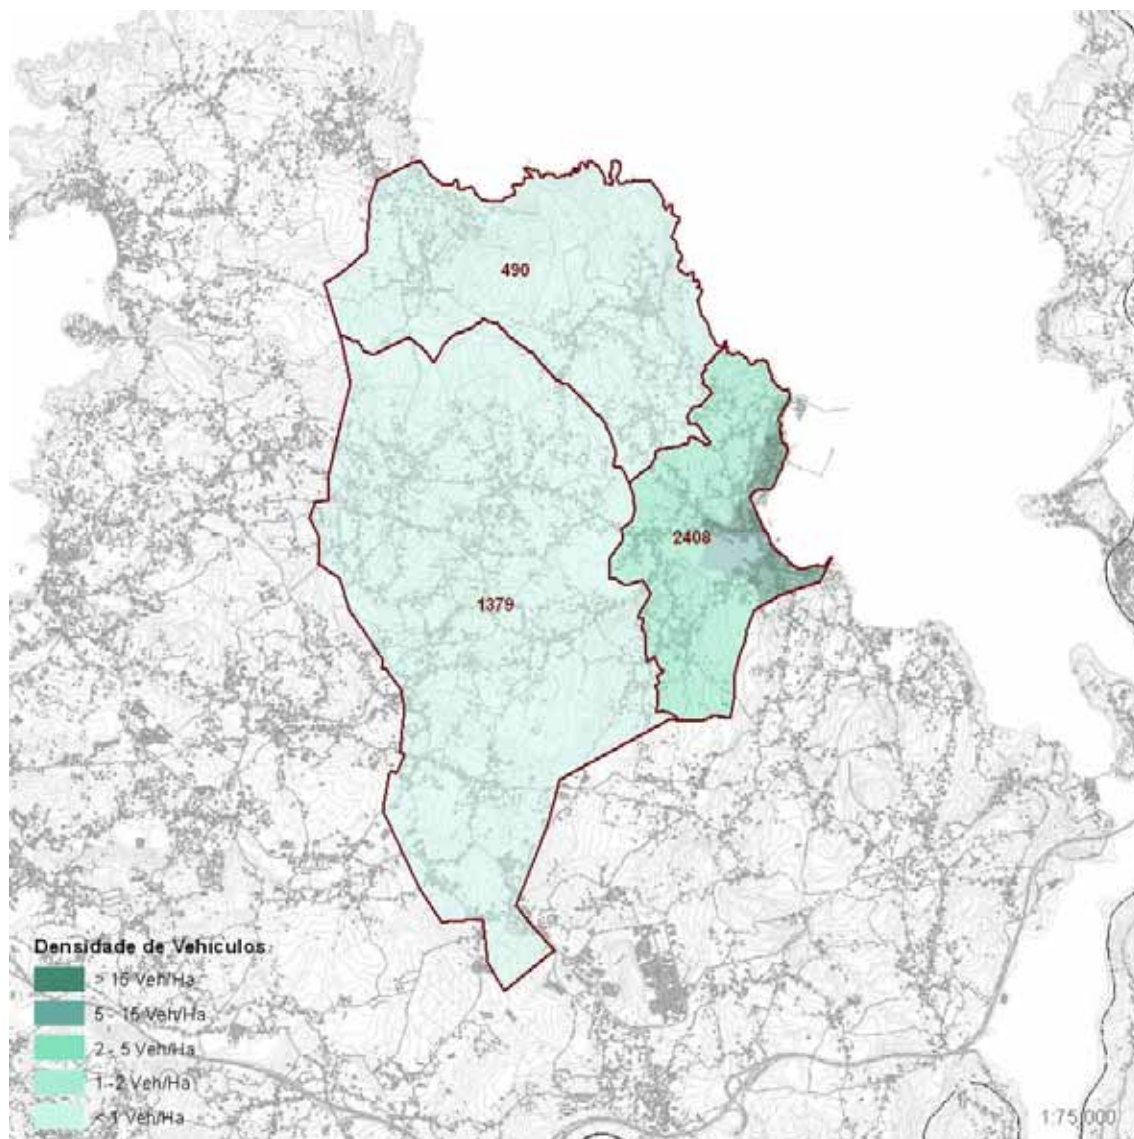 490
2408
1379
Densidade de Vehículos
> 15 Veh/Ha
5 - 15 Veh/Ha
2 - 5 Veh/Ha
1 - 2 Veh/Ha
< 1 Veh/Ha
1:75.000